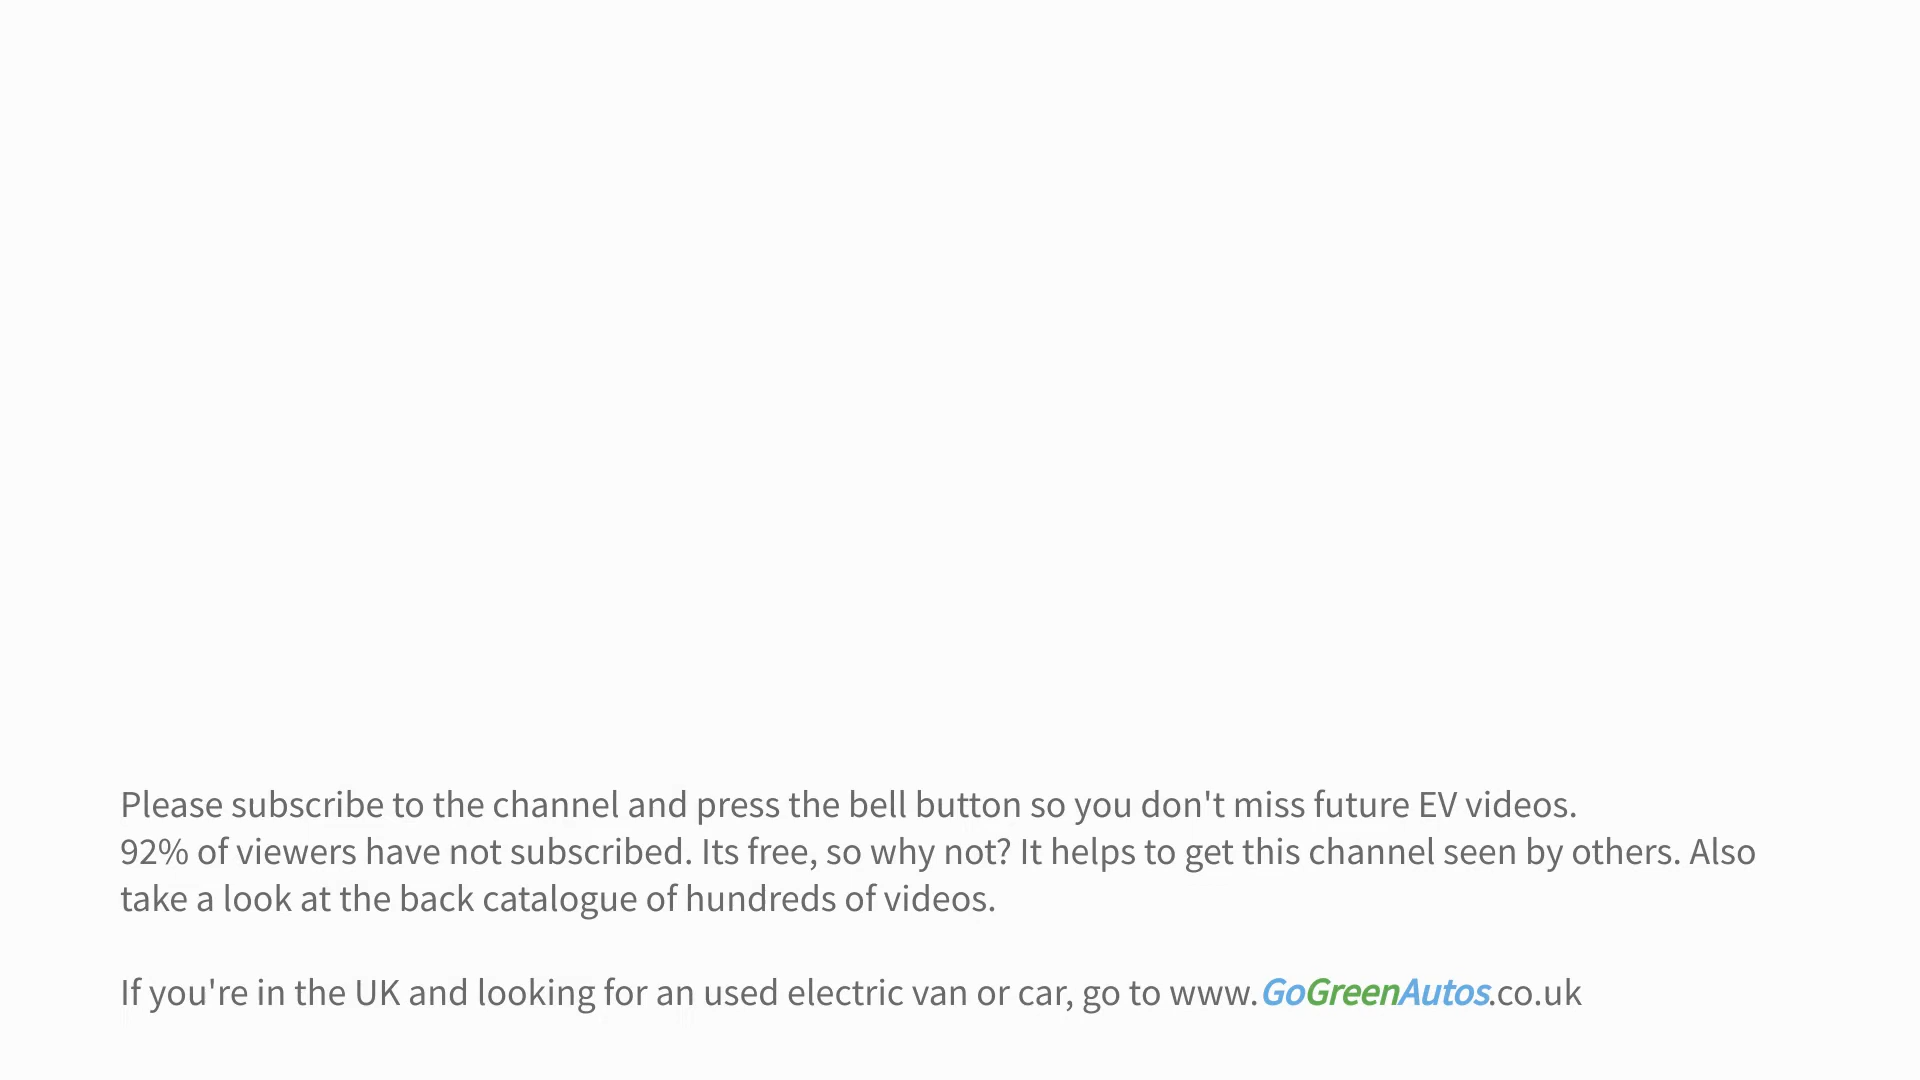 Please subscribe to the channel and press the bell button so you don't miss future EV videos.
92% of viewers have not subscribed. Its free, so why not? It helps to get this channel seen by others. Also
take a look at the back catalogue of hundreds of videos.
If you're in the UK and looking for an used electric van or car, go to www.GoGreenAutos.co.uk